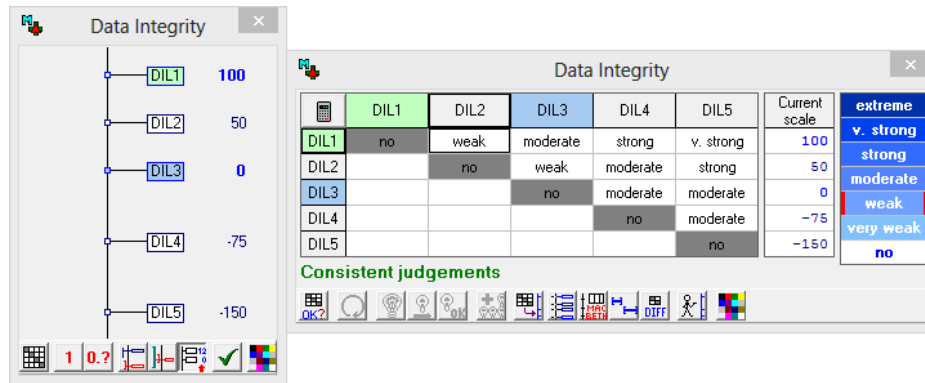 Data Integrity
DIL1 100
DIL2 50
DIL3 0
DIL4 -75
DIL5 -150
1 0.?
Data Integrity
DIL1 DIL2 DIL3 DIL4 DIL5 Current scale
DIL1 no weak moderate strong v. strong 100
DIL2 no weak moderate strong 50
DIL3 no moderate moderate 0
DIL4 no moderate -75
DIL5 no -150
extreme
v. strong
strong
moderate
weak
very weak
no
Consistent judgements
OK? OK MAC BETH DIFF